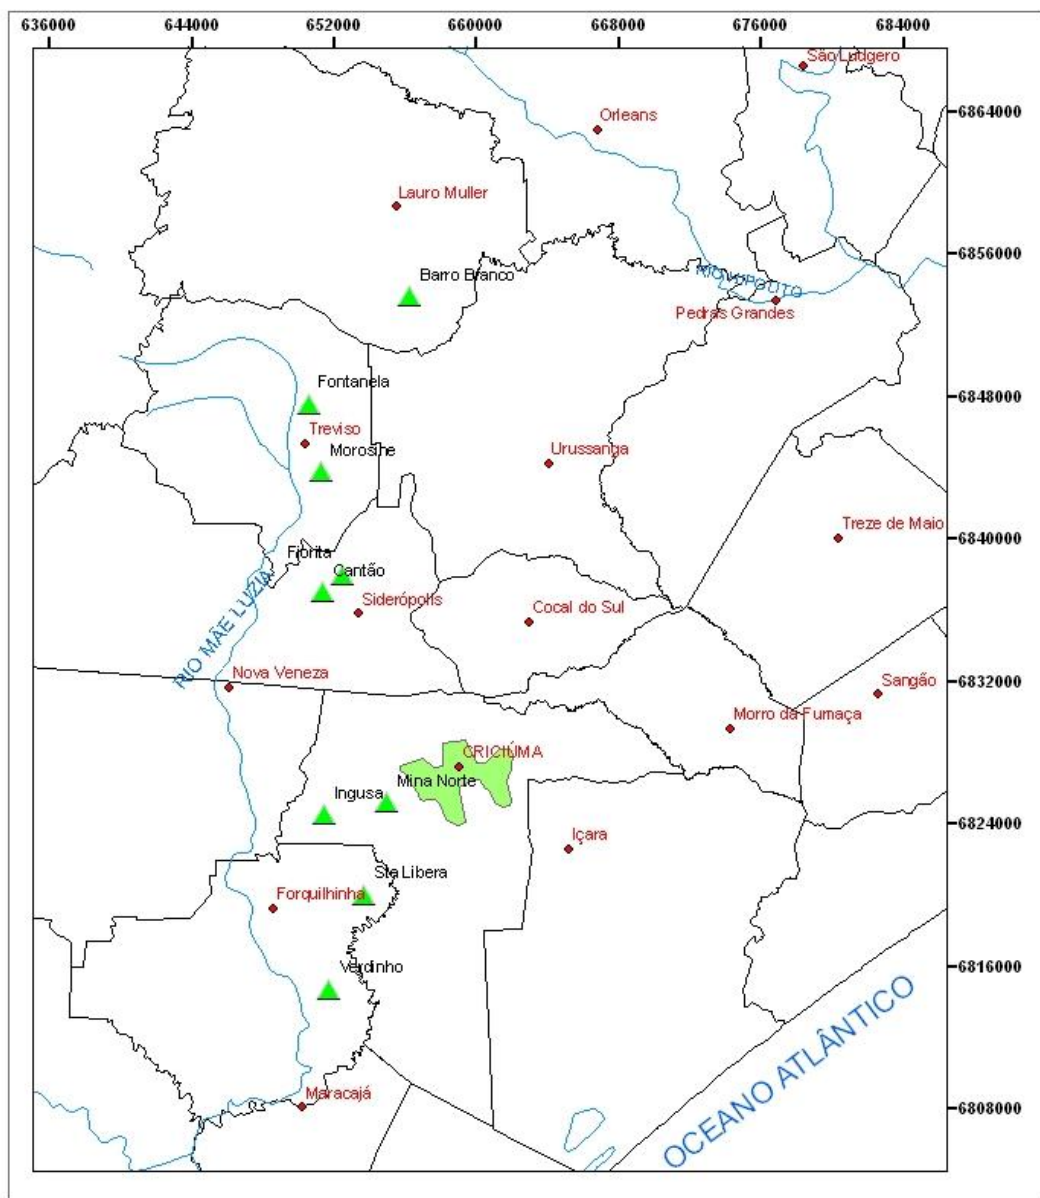 636000 644000 652000 660000 668000 676000 684000
São Ludgero
6864000
Orleans
Lauro Muller
6856000
Barro Branco
Pedras Grandes
Fontanela
6848000
Treviso
Morosine
Urussanga
Treze de Maio
6840000
Fiorita
Cantão
Siderópolis
Cocal do Sul
RIO MÃE LUZIA
Nova Veneza
6832000
Sangão
Morro da Fumaça
CRICIÚMA
Mina Norte
Ingusa
6824000
Içara
Sta Libera
Forquilhinha
Verdinho
6816000
OCEANO ATLÂNTICO
Maracajá
6808000